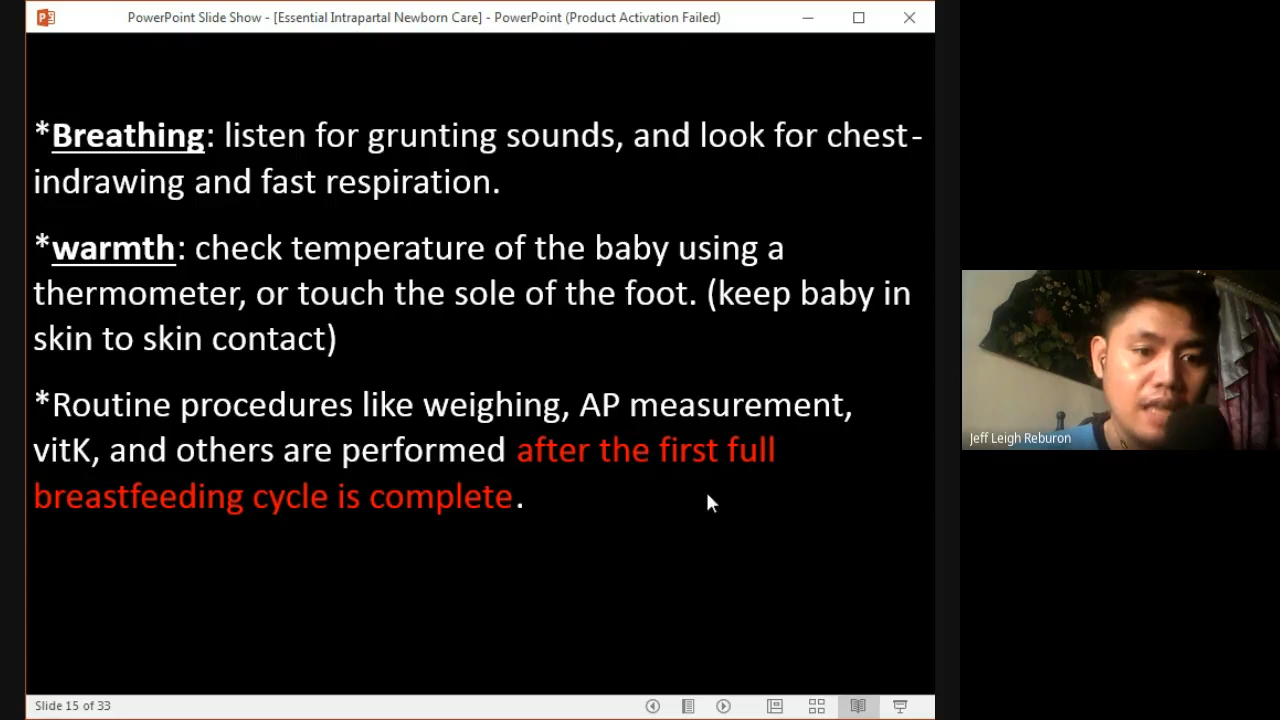 PowerPoint Slide Show - [Essential Intrapartal Newborn Care] - PowerPoint (Product Activation Failed)
*Breathing: listen for grunting sounds, and look for chest-
indrawing and fast respiration.
*warmth: check temperature of the baby using a
thermometer, or touch the sole of the foot. (keep baby in
skin to skin contact)
*Routine procedures like weighing, AP measurement,
vitK, and others are performed after the first full
breastfeeding cycle is complete.
Jeff Leigh Reburon
Slide 15 of 33